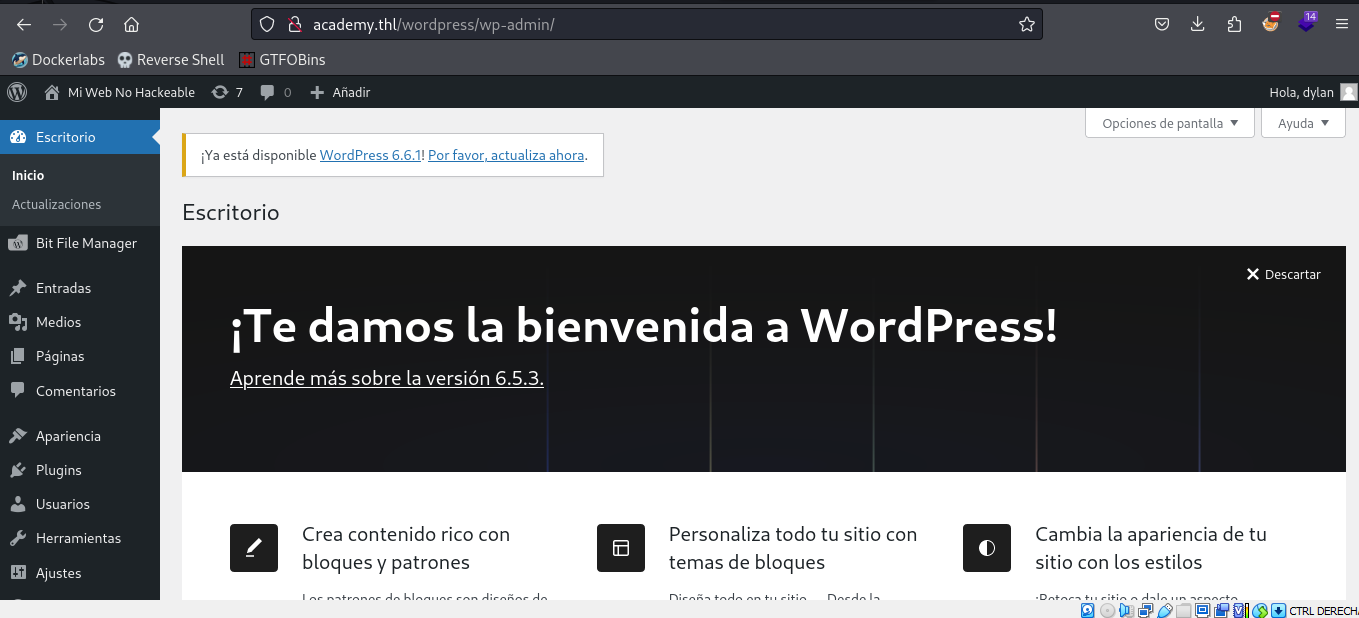 academy.thl/wordpress/wp-admin/
14
Dockerlabs Reverse Shell GTFOBins
Mi Web No Hackeable 7 0 Añadir Hola, dylan
Opciones de pantalla Ayuda
Escritorio
Inicio
Actualizaciones
Bit File Manager
Entradas
Medios
Páginas
Comentarios
Apariencia
Plugins
Usuarios
Herramientas
Ajustes
¡Ya está disponible WordPress 6.6.1! Por favor, actualiza ahora.
Escritorio
Descartar
¡Te damos la bienvenida a WordPress!
Aprende más sobre la versión 6.5.3.
Crea contenido rico con
bloques y patrones
Los patrones de bloques son diseños de
Personaliza todo tu sitio con
temas de bloques
Diseña todo en tu sitio — Desde la
Cambia la apariencia de tu
sitio con los estilos
¡Retoca tu sitio o dale un aspecto
CTRL DERECHA